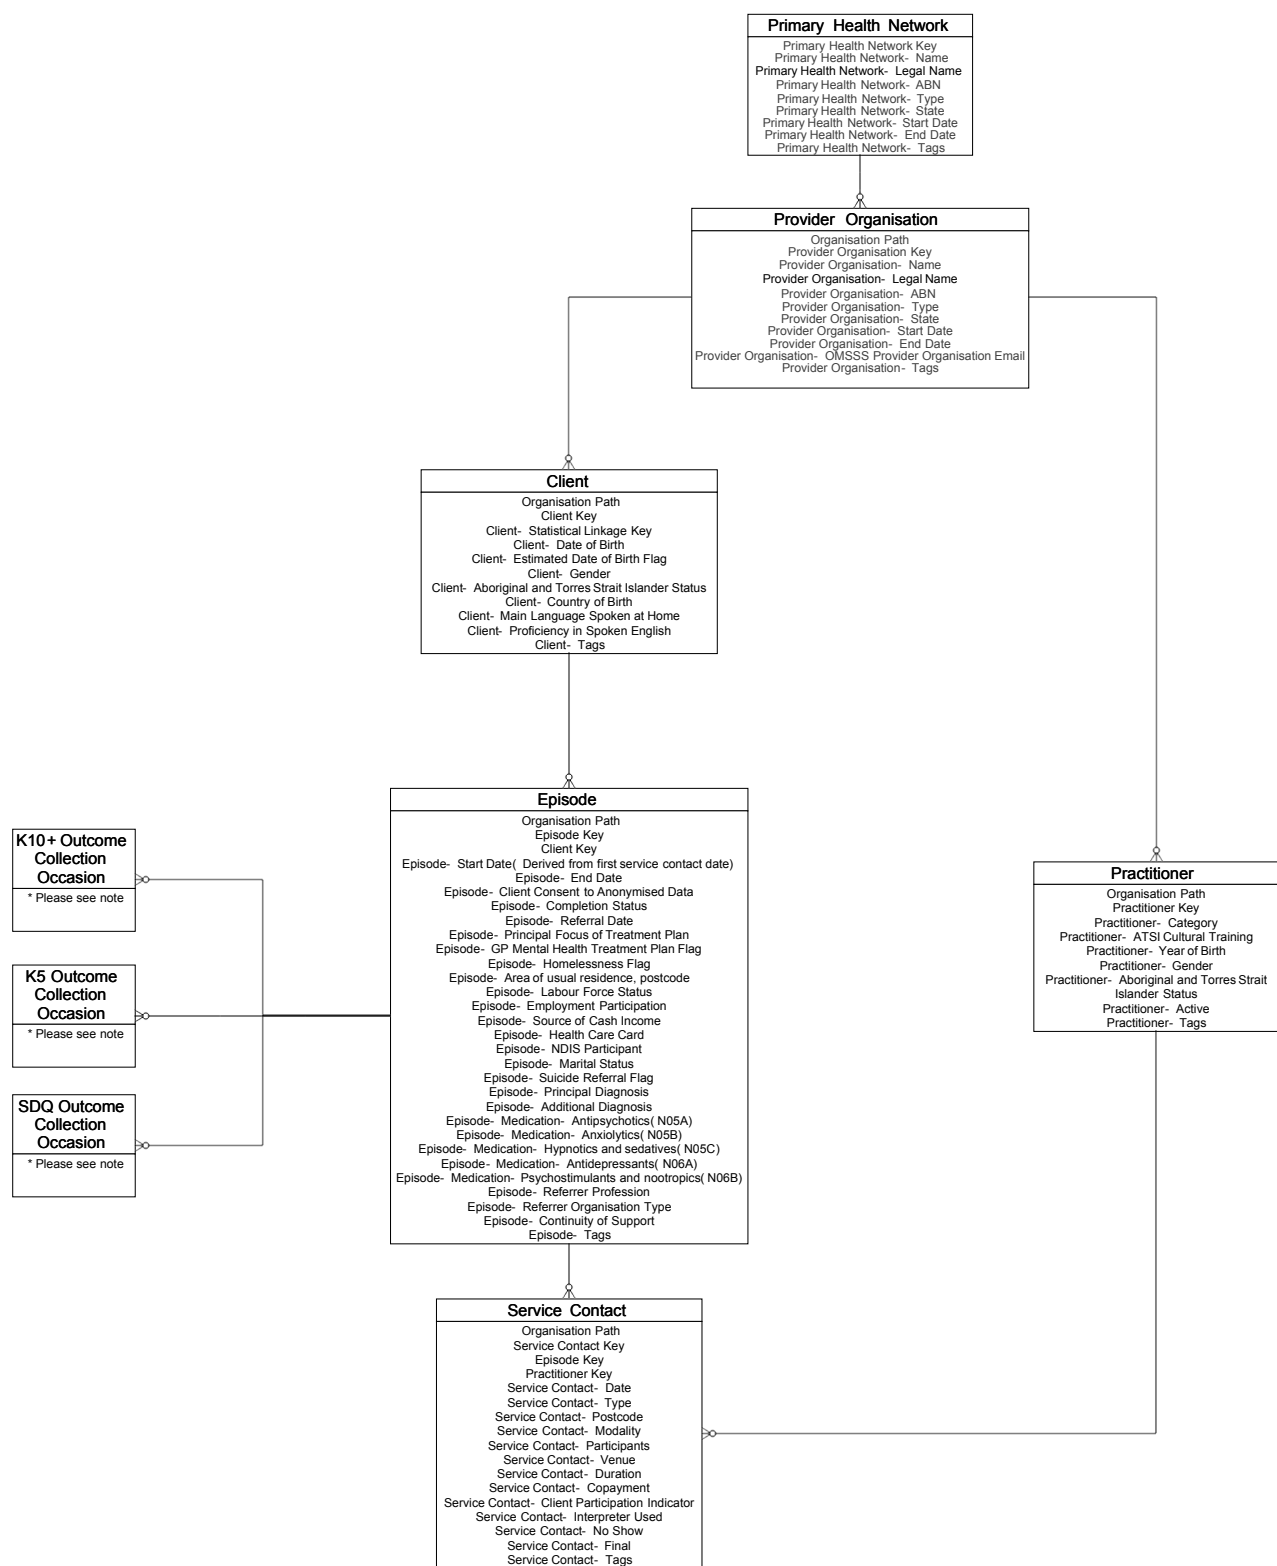 Primary Health Network
Primary Health Network Key
Primary Health Network- Name
Primary Health Network- Legal Name
Primary Health Network- ABN
Primary Health Network- Type
Primary Health Network- State
Primary Health Network- Start Date
Primary Health Network- End Date
Primary Health Network- Tags
Provider Organisation
Organisation Path
Provider Organisation Key
Provider Organisation- Name
Provider Organisation- Legal Name
Provider Organisation- ABN
Provider Organisation- Type
Provider Organisation- State
Provider Organisation- Start Date
Provider Organisation- End Date
Provider Organisation- OMSSS Provider Organisation Email
Provider Organisation- Tags
Client
Organisation Path
Client Key
Client- Statistical Linkage Key
Client- Date of Birth
Client- Estimated Date of Birth Flag
Client- Gender
Client- Aboriginal and Torres Strait Islander Status
Client- Country of Birth
Client- Main Language Spoken at Home
Client- Proficiency in Spoken English
Client- Tags
Episode
Organisation Path
Episode Key
Client Key
Episode- Start Date( Derived from first service contact date)
Episode- End Date
Episode- Client Consent to Anonymised Data
Episode- Completion Status
Episode- Referral Date
Episode- Principal Focus of Treatment Plan
Episode- GP Mental Health Treatment Plan Flag
Episode- Homelessness Flag
Episode- Area of usual residence, postcode
Episode- Labour Force Status
Episode- Employment Participation
Episode- Source of Cash Income
Episode- Health Care Card
Episode- NDIS Participant
Episode- Marital Status
Episode- Suicide Referral Flag
Episode- Principal Diagnosis
Episode- Additional Diagnosis
Episode- Medication- Antipsychotics( N05A)
Episode- Medication- Anxiolytics( N05B)
Episode- Medication- Hypnotics and sedatives( N05C)
Episode- Medication- Antidepressants( N06A)
Episode- Medication- Psychostimulants and nootropics( N06B)
Episode- Referrer Profession
Episode- Referrer Organisation Type
Episode- Continuity of Support
Episode- Tags
K10+ Outcome
Collection
Occasion
* Please see note
K5 Outcome
Collection
Occasion
* Please see note
SDQ Outcome
Collection
Occasion
* Please see note
Practitioner
Organisation Path
Practitioner Key
Practitioner- Category
Practitioner- ATSI Cultural Training
Practitioner- Year of Birth
Practitioner- Gender
Practitioner- Aboriginal and Torres Strait
Islander Status
Practitioner- Active
Practitioner- Tags
Service Contact
Organisation Path
Service Contact Key
Episode Key
Practitioner Key
Service Contact- Date
Service Contact- Type
Service Contact- Postcode
Service Contact- Modality
Service Contact- Participants
Service Contact- Venue
Service Contact- Duration
Service Contact- Copayment
Service Contact- Client Participation Indicator
Service Contact- Interpreter Used
Service Contact- No Show
Service Contact- Final
Service Contact- Tags